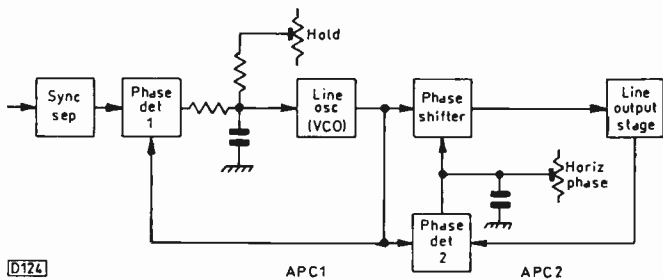 Hold
Sync
sep
Phase
det
1
Line
osc
(VCO)
Phase
shifter
Line
output
stage
Horiz
phase
Phase
det
2
D124
APC1
APC2